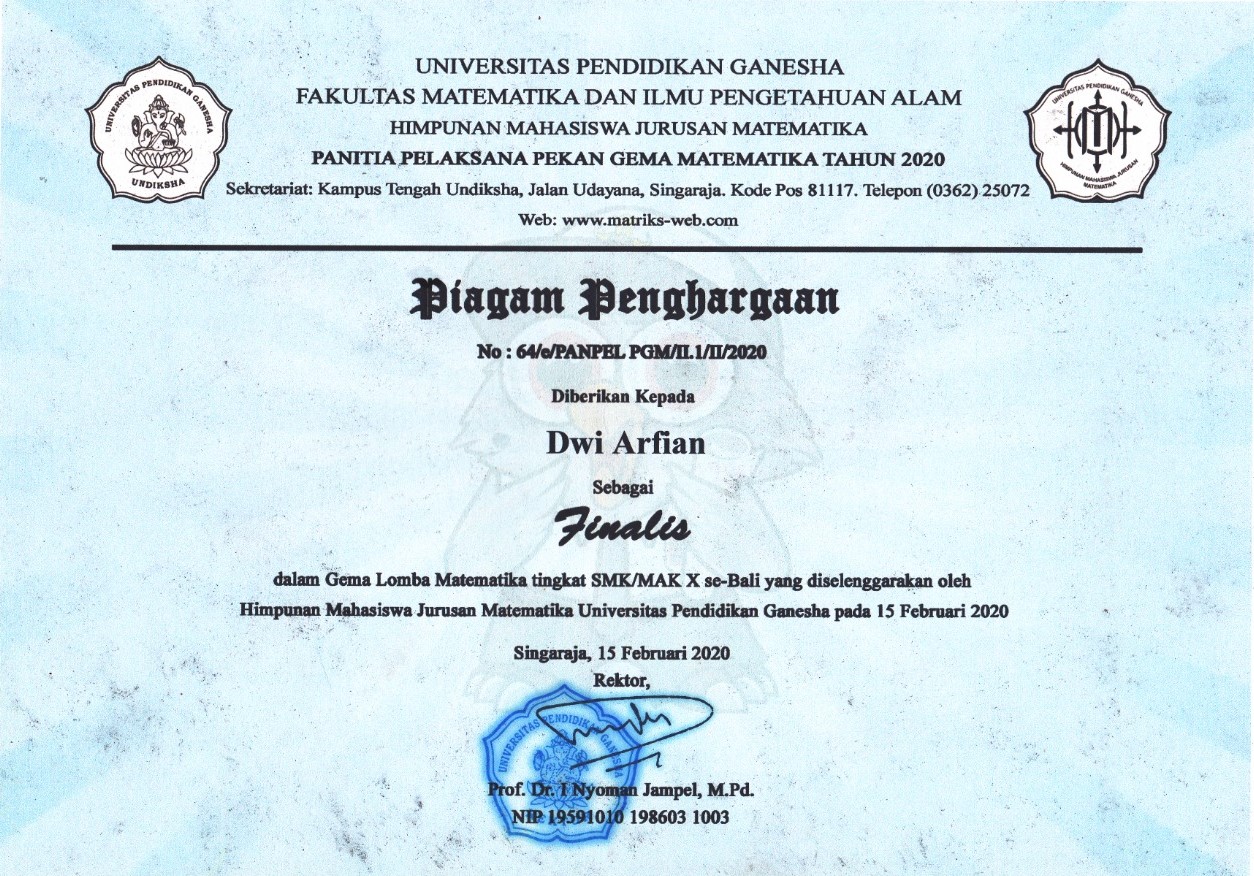 UNIVERSITAS PENDIDIKAN GANESHA
FAKULTAS MATEMATIKA DAN ILMU PENGETAHUAN ALAM
HIMPUNAN MAHASISWA JURUSAN MATEMATIKA
PANITIA PELAKSANA PEKAN GEMA MATEMATIKA TAHUN 2020
Sekretariat: Kampus Tengah Undiksha, Jalan Udayana, Singaraja. Kode Pos 81117. Telepon (0362) 25072
Web: www.matriks-web.com
UNIVERSITAS PENDIDIKAN GANESHA
UNDIKSHA
UNIVERSITAS PENDIDIKAN GANESHA
HIMPUNAN MAHASISWA JURUSAN
MATEMATIKA
Piagam Penghargaan
No : 64/e/PANPEL PGM/II.1/II/2020
Diberikan Kepada
Dwi Arfian
Sebagai
Finalis
dalam Gema Lomba Matematika tingkat SMK/MAK X se-Bali yang diselenggarakan oleh
Himpunan Mahasiswa Jurusan Matematika Universitas Pendidikan Ganesha pada 15 Februari 2020
Singaraja, 15 Februari 2020
Rektor,
UNIVERSITAS PENDIDIKAN GANESHA
Prof. Dr. I Nyoman Jampel, M.Pd.
NIP 19591010 198603 1003